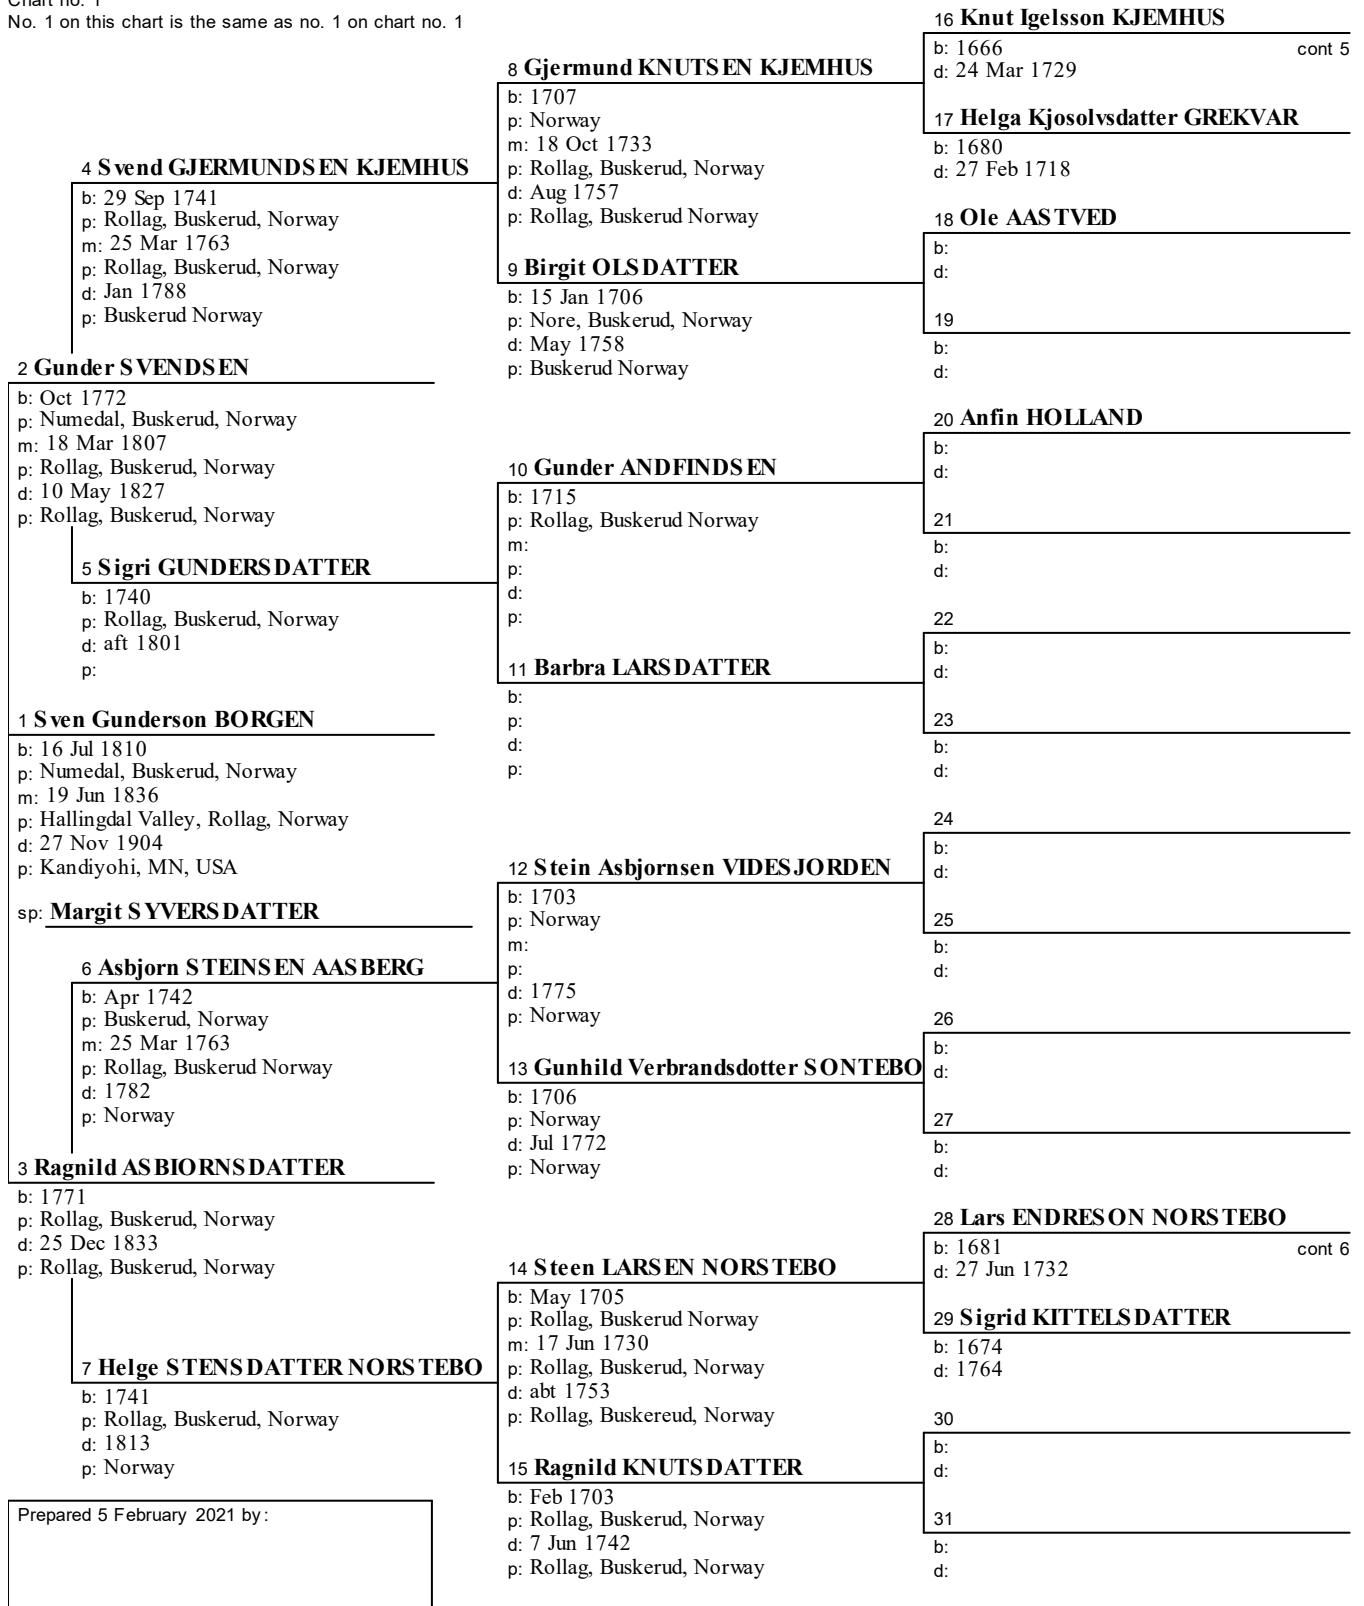 Chart no. 1
No. 1 on this chart is the same as no. 1 on chart no. 1
4 Svend GJERMUNDSEN KJEMHUS
b: 29 Sep 1741
p: Rollag, Buskerud, Norway
m: 25 Mar 1763
p: Rollag, Buskerud, Norway
d: Jan 1788
p: Buskerud Norway
2 Gunder SVENDSEN
b: Oct 1772
p: Numedal, Buskerud, Norway
m: 18 Mar 1807
p: Rollag, Buskerud, Norway
d: 10 May 1827
p: Rollag, Buskerud, Norway
5 Sigri GUNDERSDATTER
b: 1740
p: Rollag, Buskerud, Norway
d: aft 1801
p:
1 Sven Gunderson BORGEN
b: 16 Jul 1810
p: Numedal, Buskerud, Norway
m: 19 Jun 1836
p: Hallingdal Valley, Rollag, Norway
d: 27 Nov 1904
p: Kandiyohi, MN, USA
sp: Margit SYVERSDATTER
6 Asbjorn STEINSEN AASBERG
b: Apr 1742
p: Buskerud, Norway
m: 25 Mar 1763
p: Rollag, Buskerud Norway
d: 1782
p: Norway
3 Ragnild ASBIORNSDATTER
b: 1771
p: Rollag, Buskerud, Norway
d: 25 Dec 1833
p: Rollag, Buskerud, Norway
7 Helge STENSDATTER NORSTEBO
b: 1741
p: Rollag, Buskerud, Norway
d: 1813
p: Norway
Prepared 5 February 2021 by:
8 Gjermund KNUTSEN KJEMHUS
b: 1707
p: Norway
m: 18 Oct 1733
p: Rollag, Buskerud, Norway
d: Aug 1757
p: Rollag, Buskerud Norway
9 Birgit OLSDATTER
b: 15 Jan 1706
p: Nore, Buskerud, Norway
d: May 1758
p: Buskerud Norway
10 Gunder ANDFINDSEN
b: 1715
p: Rollag, Buskerud Norway
m:
p:
d:
p:
11 Barbra LARSDATTER
b:
p:
d:
p:
12 Stein Asbjornsen VIDESJORDEN
b: 1703
p: Norway
m:
p:
d: 1775
p: Norway
13 Gunhild Verbrandsdotter SONTEBO
b: 1706
p: Norway
d: Jul 1772
p: Norway
14 Steen LARSEN NORSTEBO
b: May 1705
p: Rollag, Buskerud Norway
m: 17 Jun 1730
p: Rollag, Buskerud, Norway
d: abt 1753
p: Rollag, Buskereud, Norway
15 Ragnild KNUTSDATTER
b: Feb 1703
p: Rollag, Buskerud, Norway
d: 7 Jun 1742
p: Rollag, Buskerud, Norway
16 Knut Igelsson KJEMHUS
b: 1666 cont 5
d: 24 Mar 1729
17 Helga Kjosolvsdatter GREKVAR
b: 1680
d: 27 Feb 1718
18 Ole AASTVED
b:
d:
19
b:
d:
20 Anfin HOLLAND
b:
d:
21
b:
d:
22
b:
d:
23
b:
d:
24
b:
d:
25
b:
d:
26
b:
d:
27
b:
d:
28 Lars ENDRESON NORSTEBO
b: 1681 cont 6
d: 27 Jun 1732
29 Sigrid KITTELSDATTER
b: 1674
d: 1764
30
b:
d:
31
b:
d: